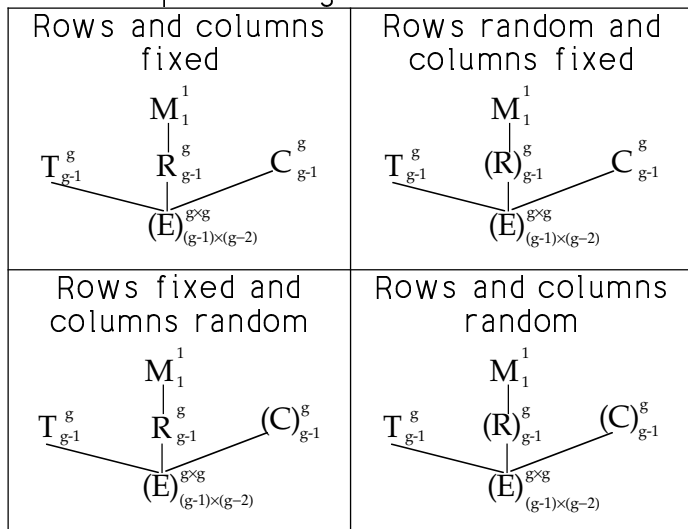 Rows and columns
fixed
M 1 1
T g g-1
R g g-1
C g g-1
(E) g×g (g-1)×(g-2)
Rows random and
columns fixed
M 1 1
T g g-1
(R) g g-1
C g g-1
(E) g×g (g-1)×(g-2)
Rows fixed and
columns random
M 1 1
T g g-1
R g g-1
(C) g g-1
(E) g×g (g-1)×(g-2)
Rows and columns
random
M 1 1
T g g-1
(R) g g-1
(C) g g-1
(E) g×g (g-1)×(g-2)